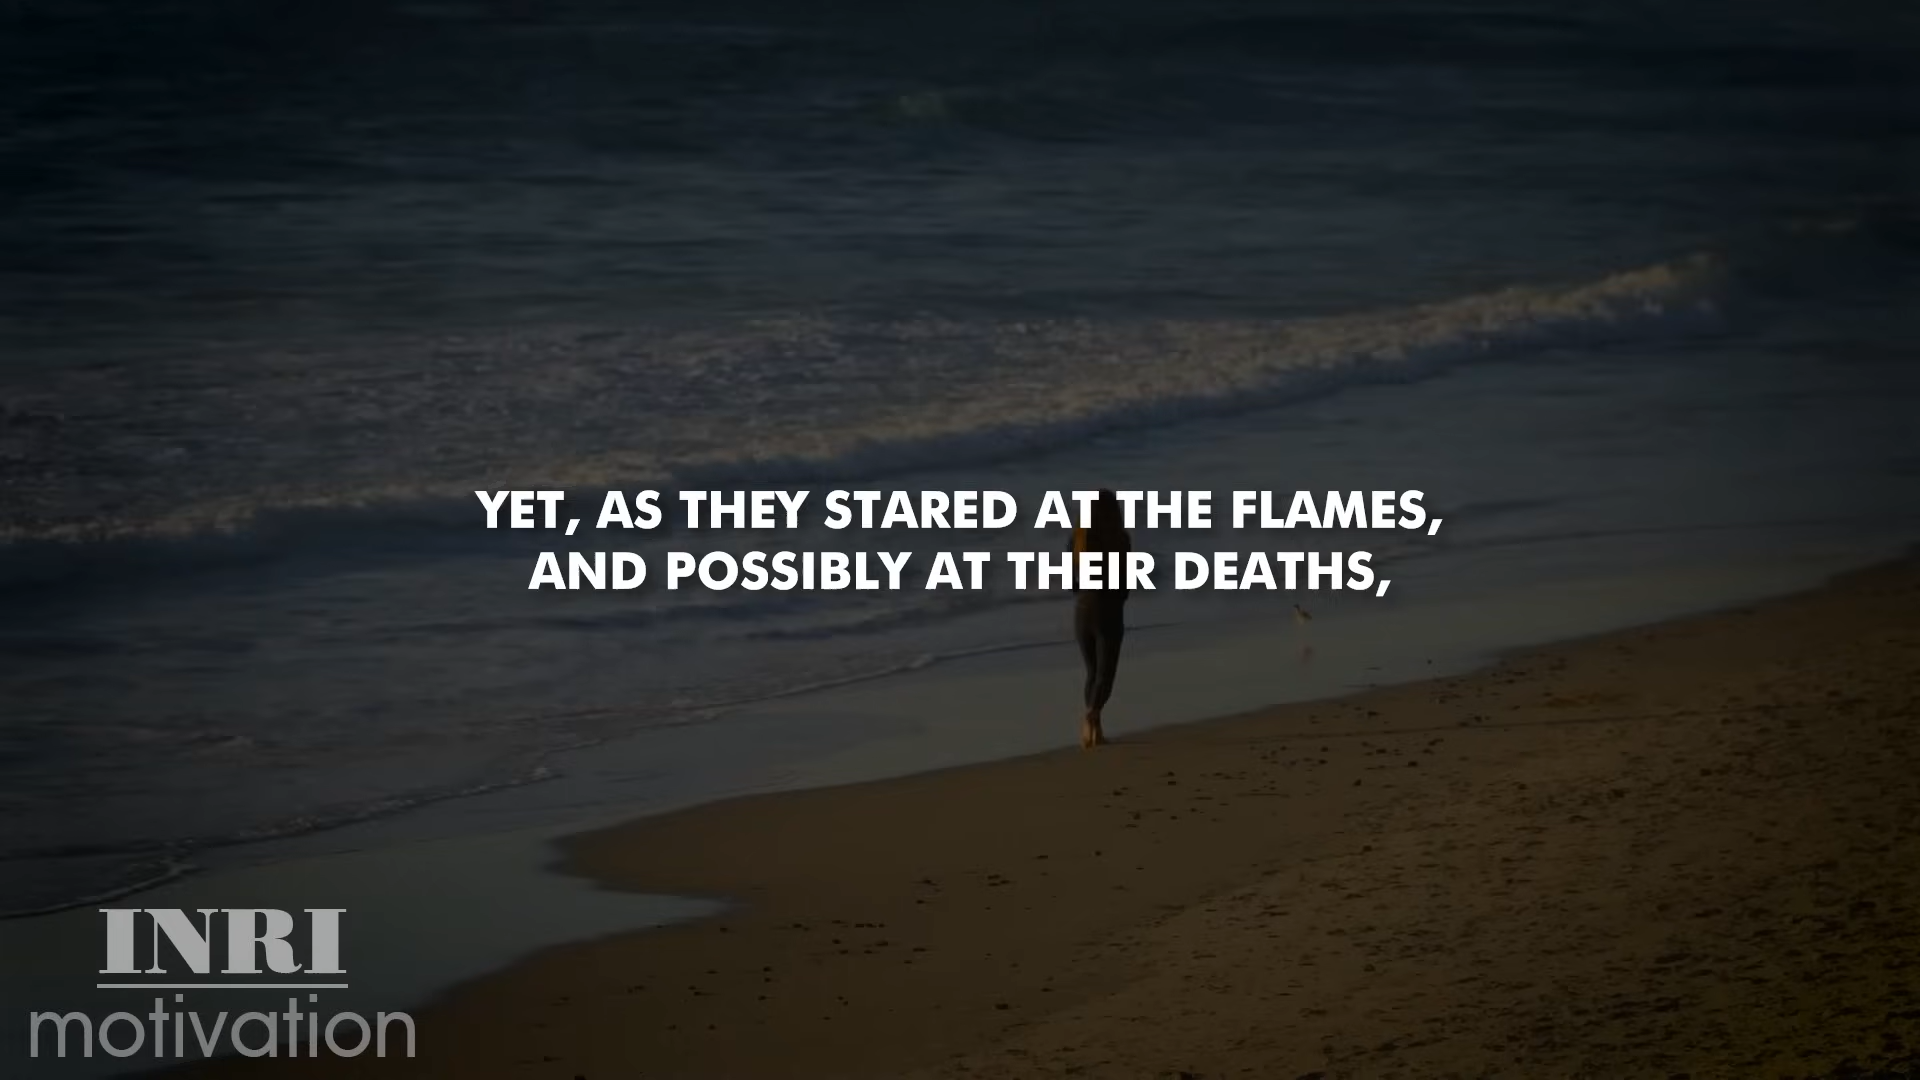 YET, AS THEY STARED AT THE FLAMES,
AND POSSIBLY AT THEIR DEATHS,
INRI
motivation